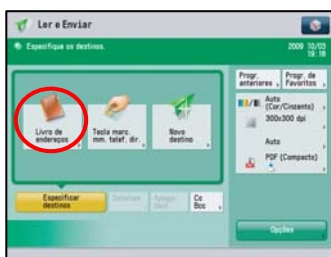 Ler e Enviar
Especifique os destinos.
2009 10/03
19:18
Progr. anteriores
Progr. de Favoritos
Livro de endereços
Tecla marc. mm. telef. dir.
Novo destino
Auto (Cor/Cinzento)
300x300 dpi
Auto
PDF (Compacto)
Especificar destinos
Detalhes
Cc Bcc
Opções